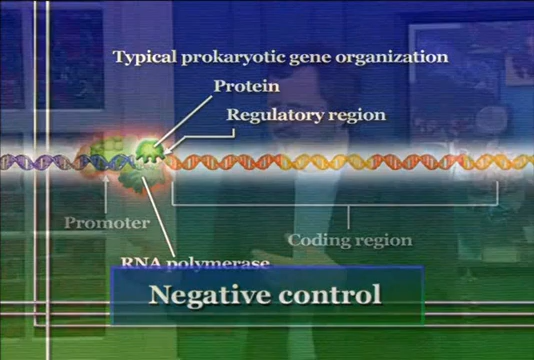 Typical prokaryotic gene organization
Protein
Regulatory region
Promoter
Coding region
RNA polymerase
Negative control